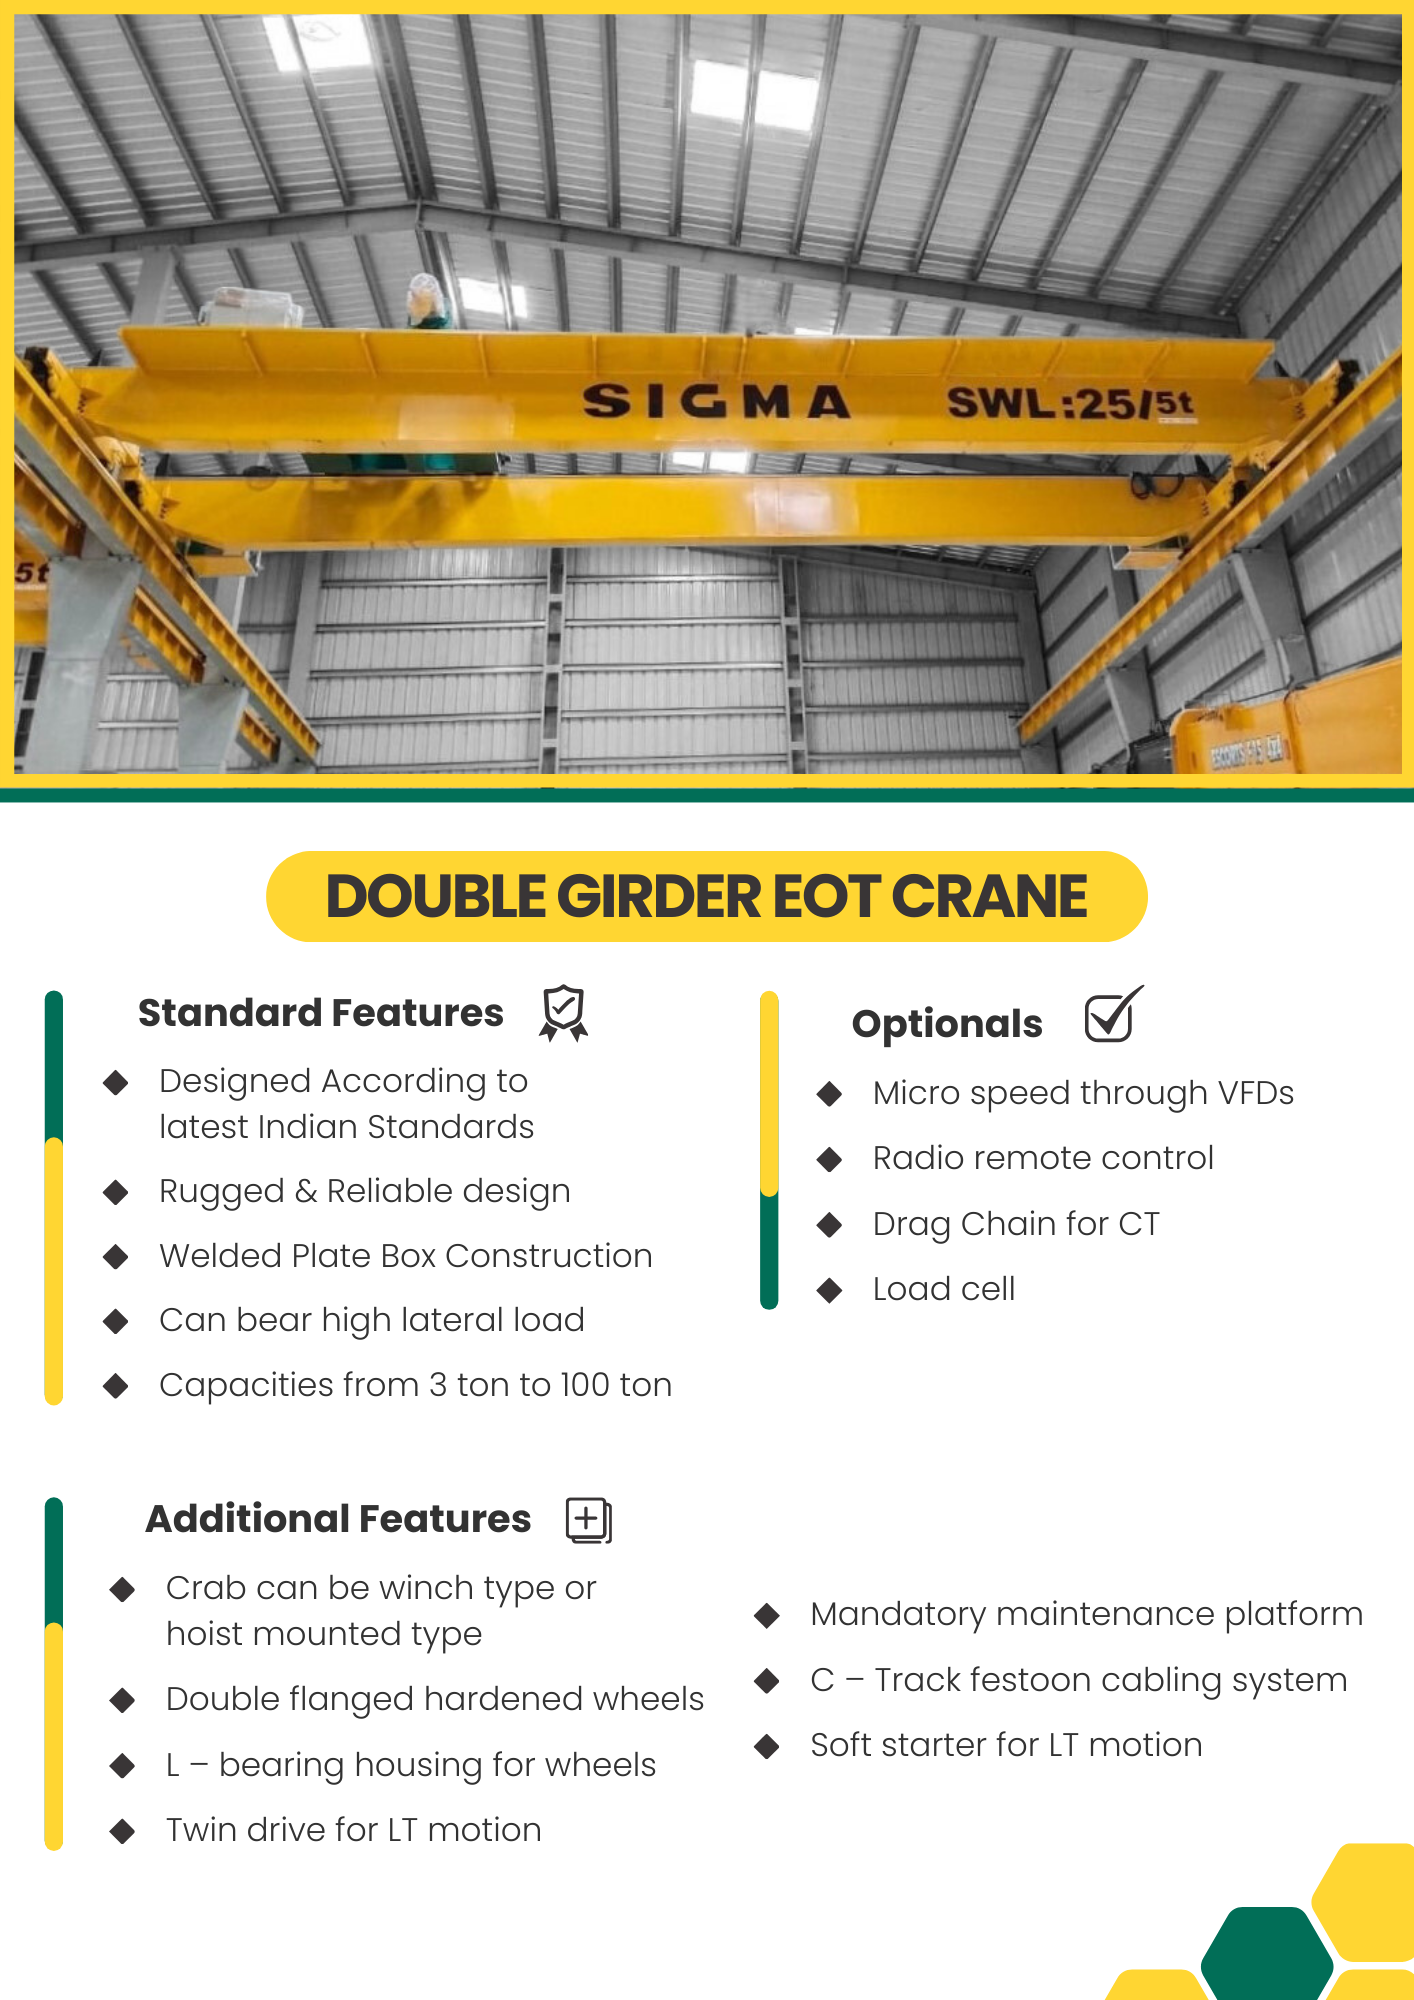 SIGMA SWL:25/5t
5t
ESCORTS F15 4x4
DOUBLE GIRDER EOT CRANE
Standard Features
Designed According to
latest Indian Standards
Rugged & Reliable design
Welded Plate Box Construction
Can bear high lateral load
Capacities from 3 ton to 100 ton
Optionals
Micro speed through VFDs
Radio remote control
Drag Chain for CT
Load cell
Additional Features
Crab can be winch type or
hoist mounted type
Double flanged hardened wheels
L – bearing housing for wheels
Twin drive for LT motion
Mandatory maintenance platform
C – Track festoon cabling system
Soft starter for LT motion